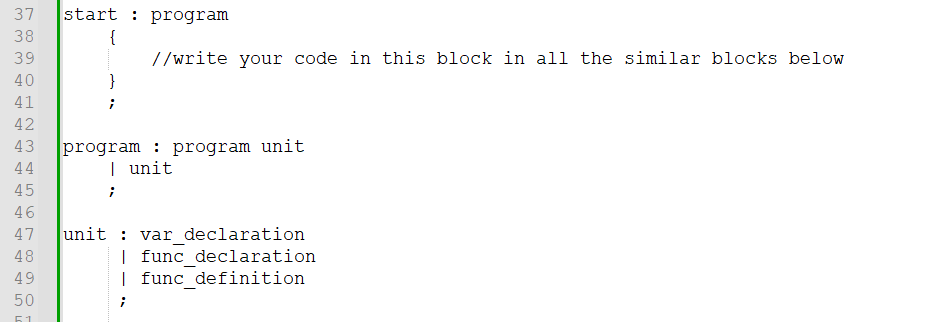 37 start : program
38 {
39 //write your code in this block in all the similar blocks below
40 }
41 ;
42
43 program : program unit
44 | unit
45 ;
46
47 unit : var_declaration
48 | func_declaration
49 | func_definition
50 ;
51